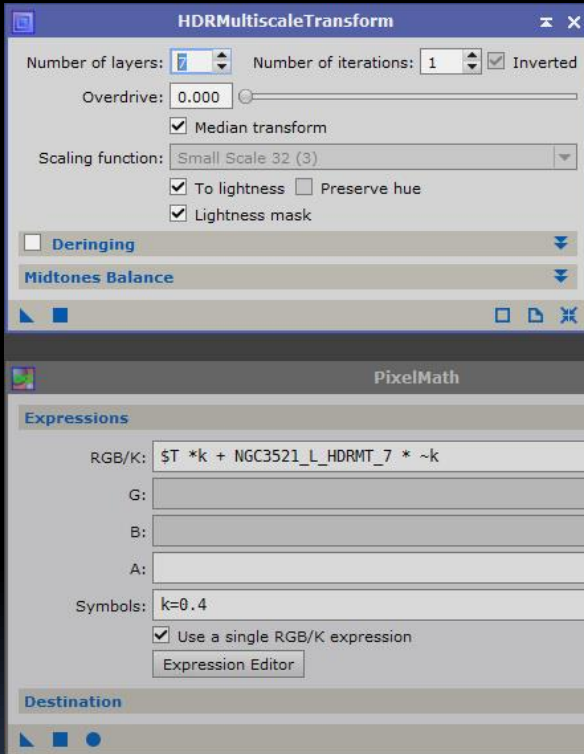 HDRMultiscaleTransform
Number of layers: 7 Number of iterations: 1 Inverted
Overdrive: 0.000
Median transform
Scaling function: Small Scale 32 (3)
To lightness Preserve hue
Lightness mask
Deringing
Midtones Balance
PixelMath
Expressions
RGB/K: $T *k + NGC3521_L_HDRMT_7 * ~k
G:
B:
A:
Symbols: k=0.4
Use a single RGB/K expression
Expression Editor
Destination